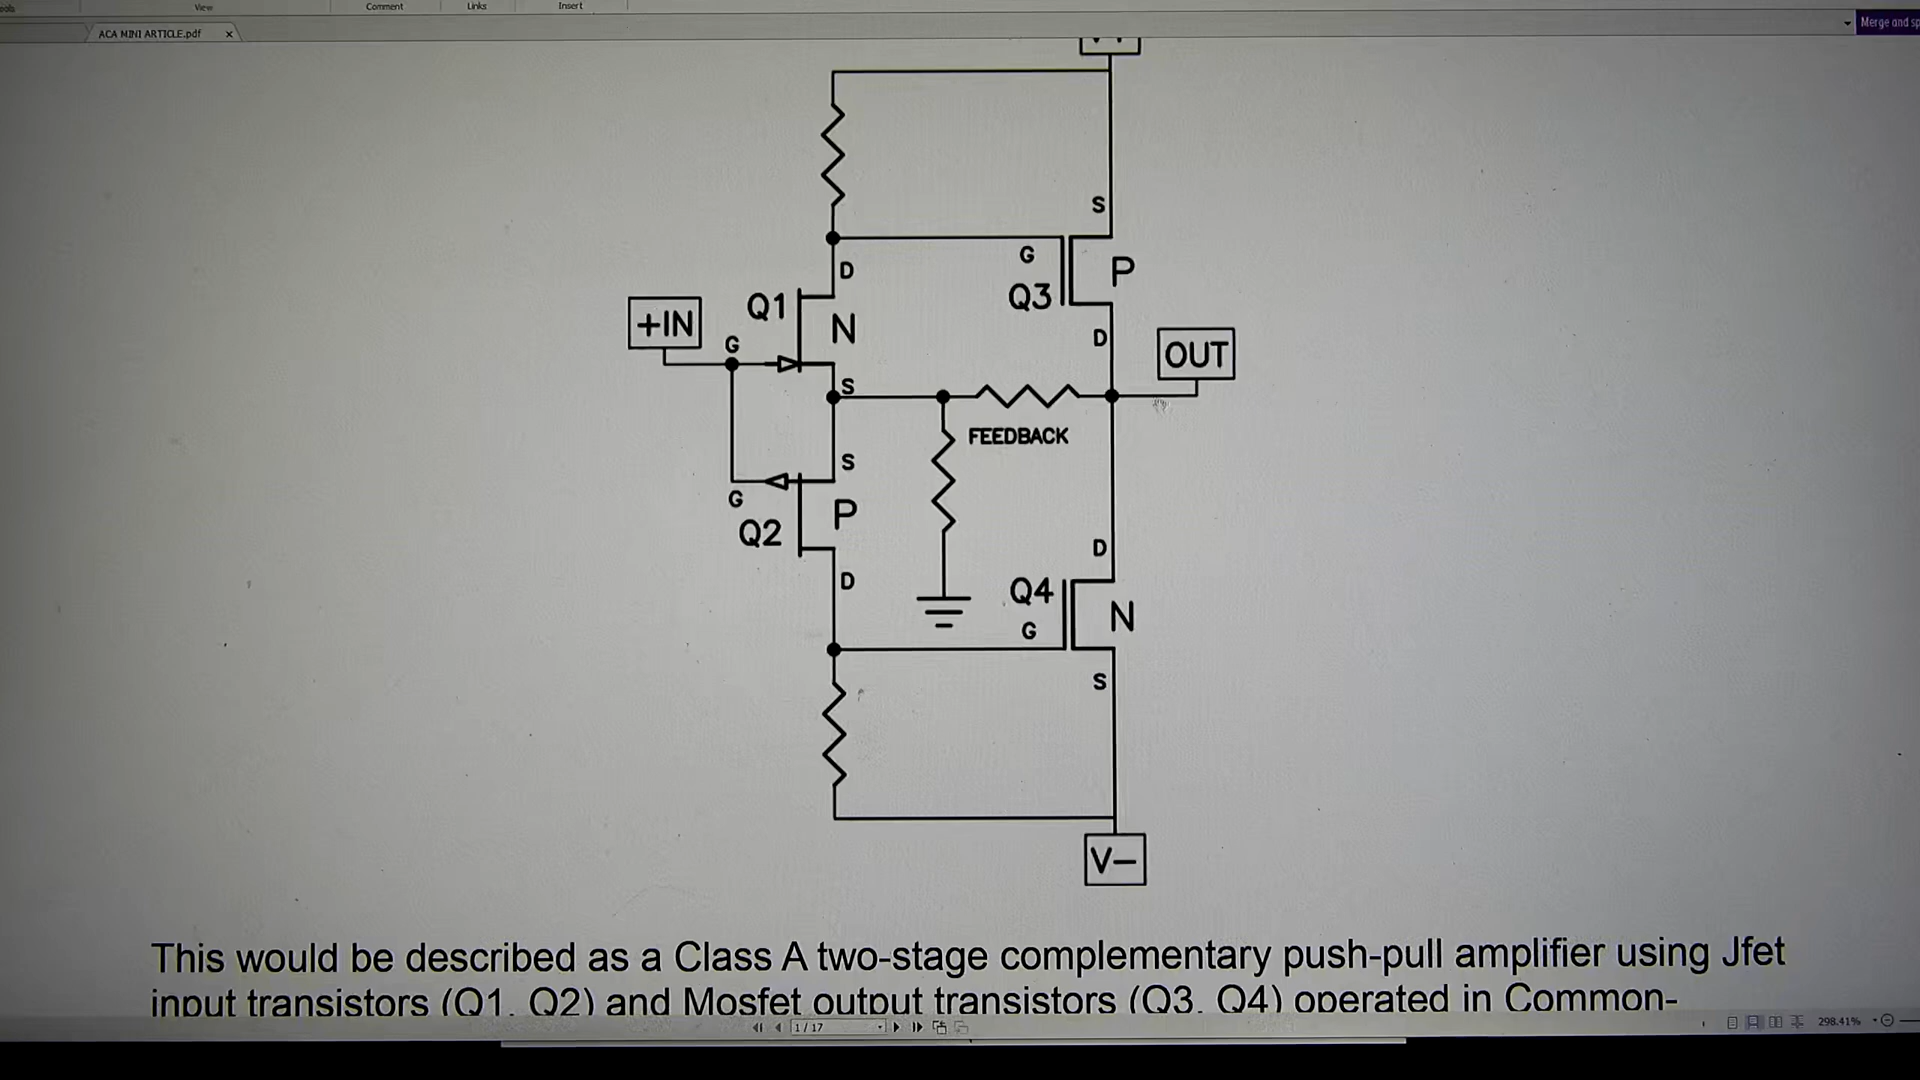 View
Comment
Links
Insert
ACA MINI ARTICLE.pdf x
Merge and sp
S
G
P
Q3
D
D
Q1
N
+IN
G
S
OUT
FEEDBACK
S
G
P
Q2
D
D
Q4
N
G
S
V-
This would be described as a Class A two-stage complementary push-pull amplifier using Jfet
input transistors (Q1, Q2) and Mosfet output transistors (Q3, Q4) operated in Common-
1 / 17
298.41%